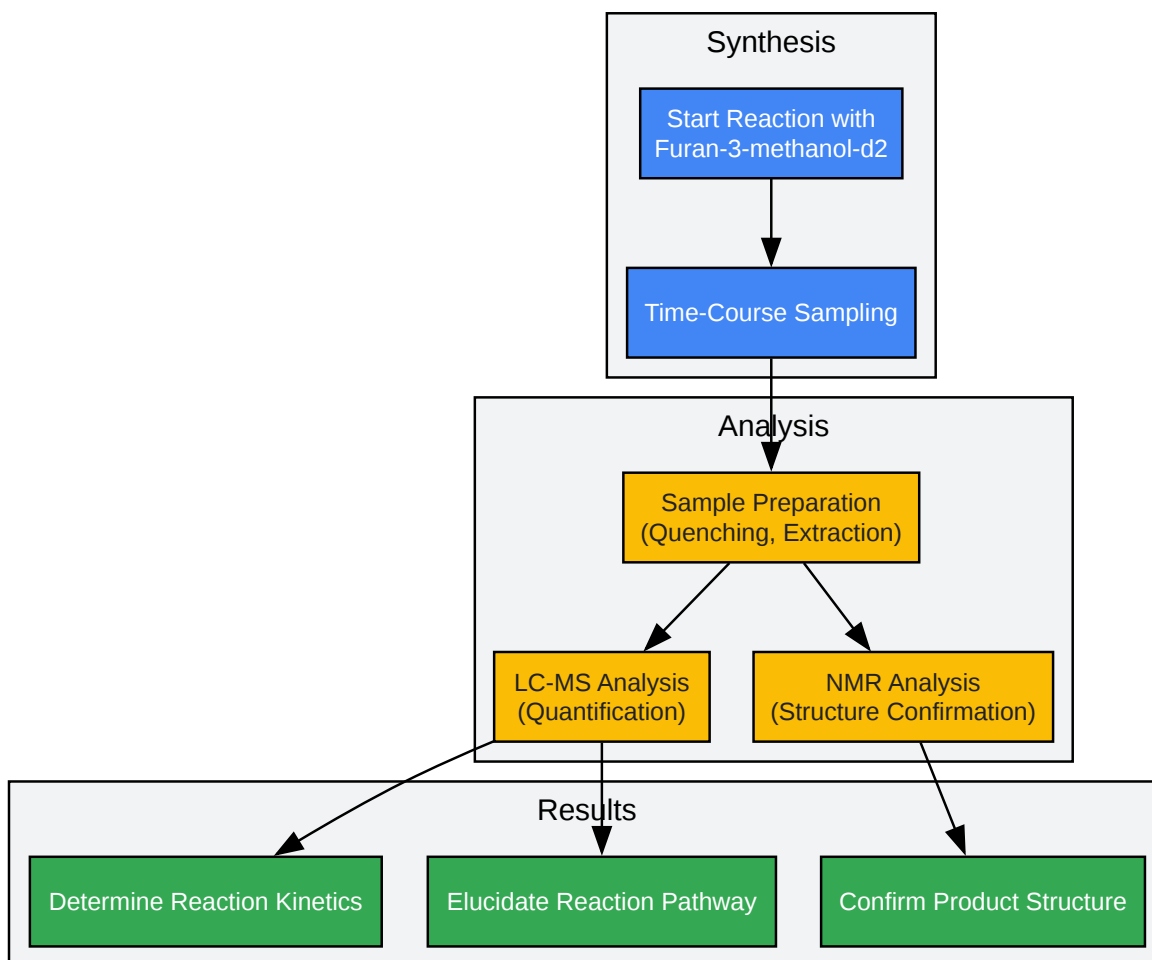 Synthesis
Start Reaction with
Furan-3-methanol-d2
Time-Course Sampling
Analysis
Sample Preparation
(Quenching, Extraction)
LC-MS Analysis
(Quantification)
NMR Analysis
(Structure Confirmation)
Results
Determine Reaction Kinetics
Elucidate Reaction Pathway
Confirm Product Structure